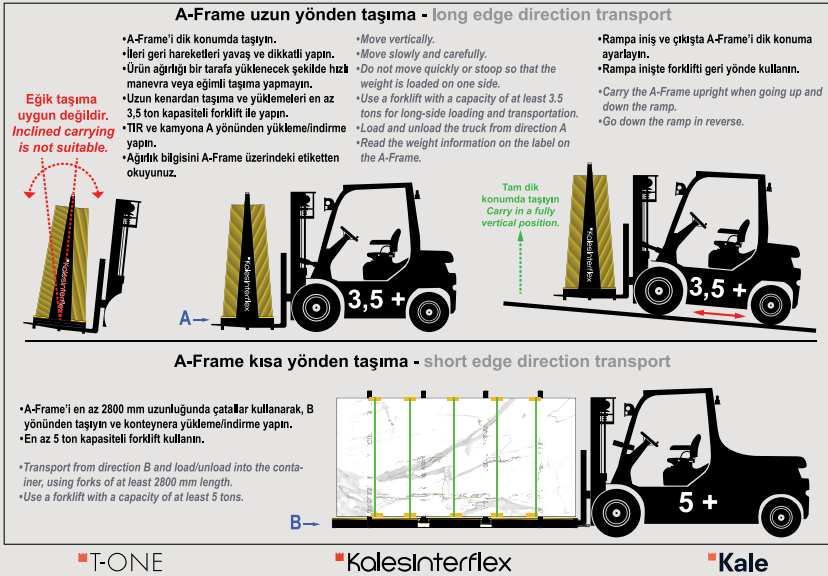 A-Frame uzun yönden taşıma - long edge direction transport
•A-Frame'i dik konumda taşıyın.
•İleri geri hareketleri yavaş ve dikkatli yapın.
•Ürün ağırlığı bir tarafa yüklenecek şekilde hızlı
manevra veya eğimli taşıma yapmayın.
•Uzun kenardan taşıma ve yüklemeleri en az
3,5 ton kapasiteli forklift ile yapın.
•TIR ve kamyona A yönünden yükleme/indirme
yapın.
•Ağırlık bilgisini A-Frame üzerindeki etiketten
okuyunuz.
•Move vertically.
•Move slowly and carefully.
•Do not move quickly or stoop so that the
weight is loaded on one side.
•Use a forklift with a capacity of at least 3.5
tons for long-side loading and transportation.
•Load and unload the truck from direction A
•Read the weight information on the label on
the A-Frame.
•Rampa iniş ve çıkışta A-Frame'i dik konuma
ayarlayın.
•Rampa inişte forklifti geri yönde kullanın.
•Carry the A-Frame upright when going up and
down the ramp.
•Go down the ramp in reverse.
Eğik taşıma
uygun değildir.
Inclined carrying
is not suitable.
KalesInterflex
A
KalesInterflex
3,5 +
Tam dik
konumda taşıyın
Carry in a fully
vertical position.
KalesInterflex
3,5 +
A-Frame kısa yönden taşıma - short edge direction transport
•A-Frame'i en az 2800 mm uzunluğunda çatallar kullanarak, B
yönünden taşıyın ve konteynera yükleme/indirme yapın.
•En az 5 ton kapasiteli forklift kullanın.
•Transport from direction B and load/unload into the conta-
iner, using forks of at least 2800 mm length.
•Use a forklift with a capacity of at least 5 tons.
B
5 +
T-ONE
KalesInterflex
Kale